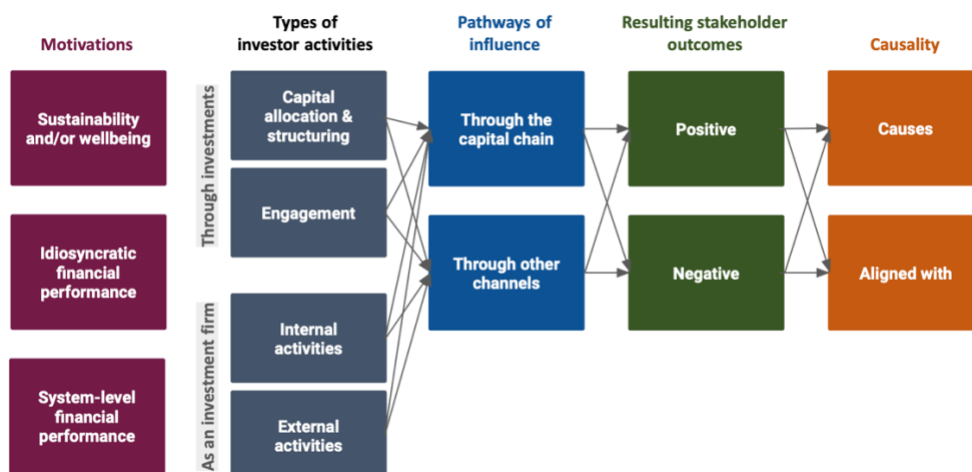 Motivations
Types of
investor activities
Pathways of
influence
Resulting stakeholder
outcomes
Causality
Sustainability
and/or wellbeing
Idiosyncratic
financial
performance
System-level
financial
performance
Through investments
As an investment firm
Capital
allocation &
structuring
Engagement
Internal
activities
External
activities
Through the
capital chain
Through other
channels
Positive
Negative
Causes
Aligned with